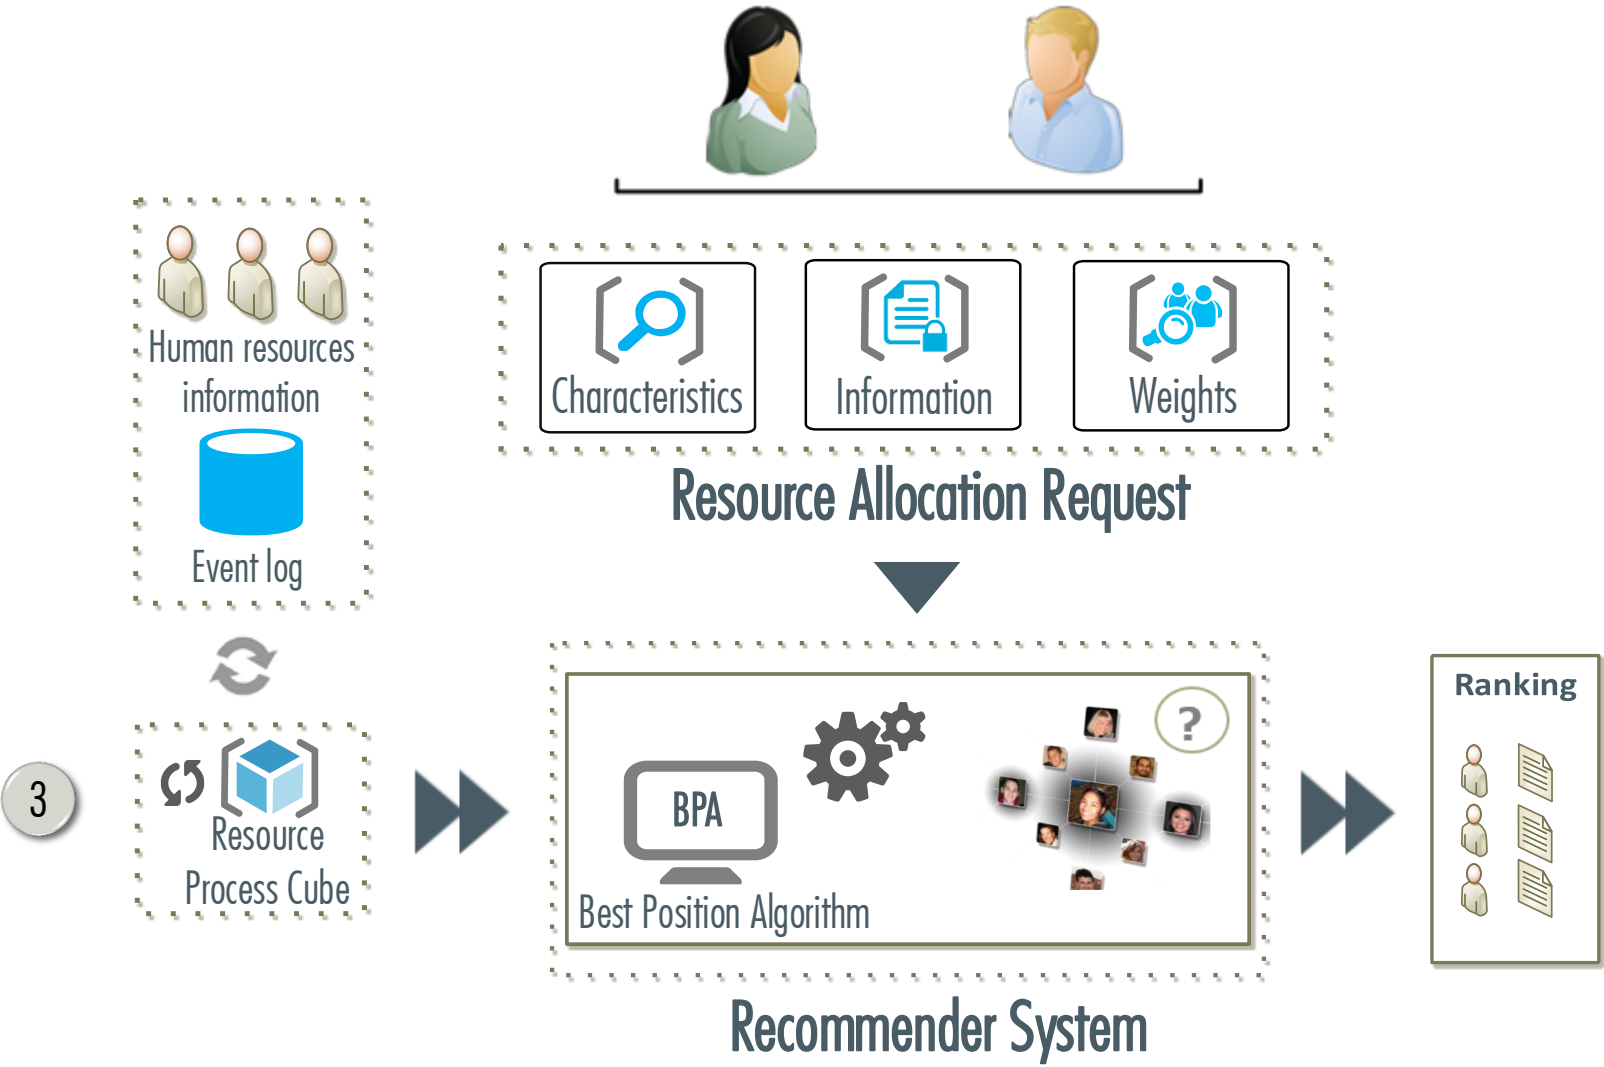 Human resources
information
Event log
Characteristics
Information
Weights
Resource Allocation Request
3
Resource
Process Cube
BPA
Best Position Algorithm
?
Recommender System
Ranking